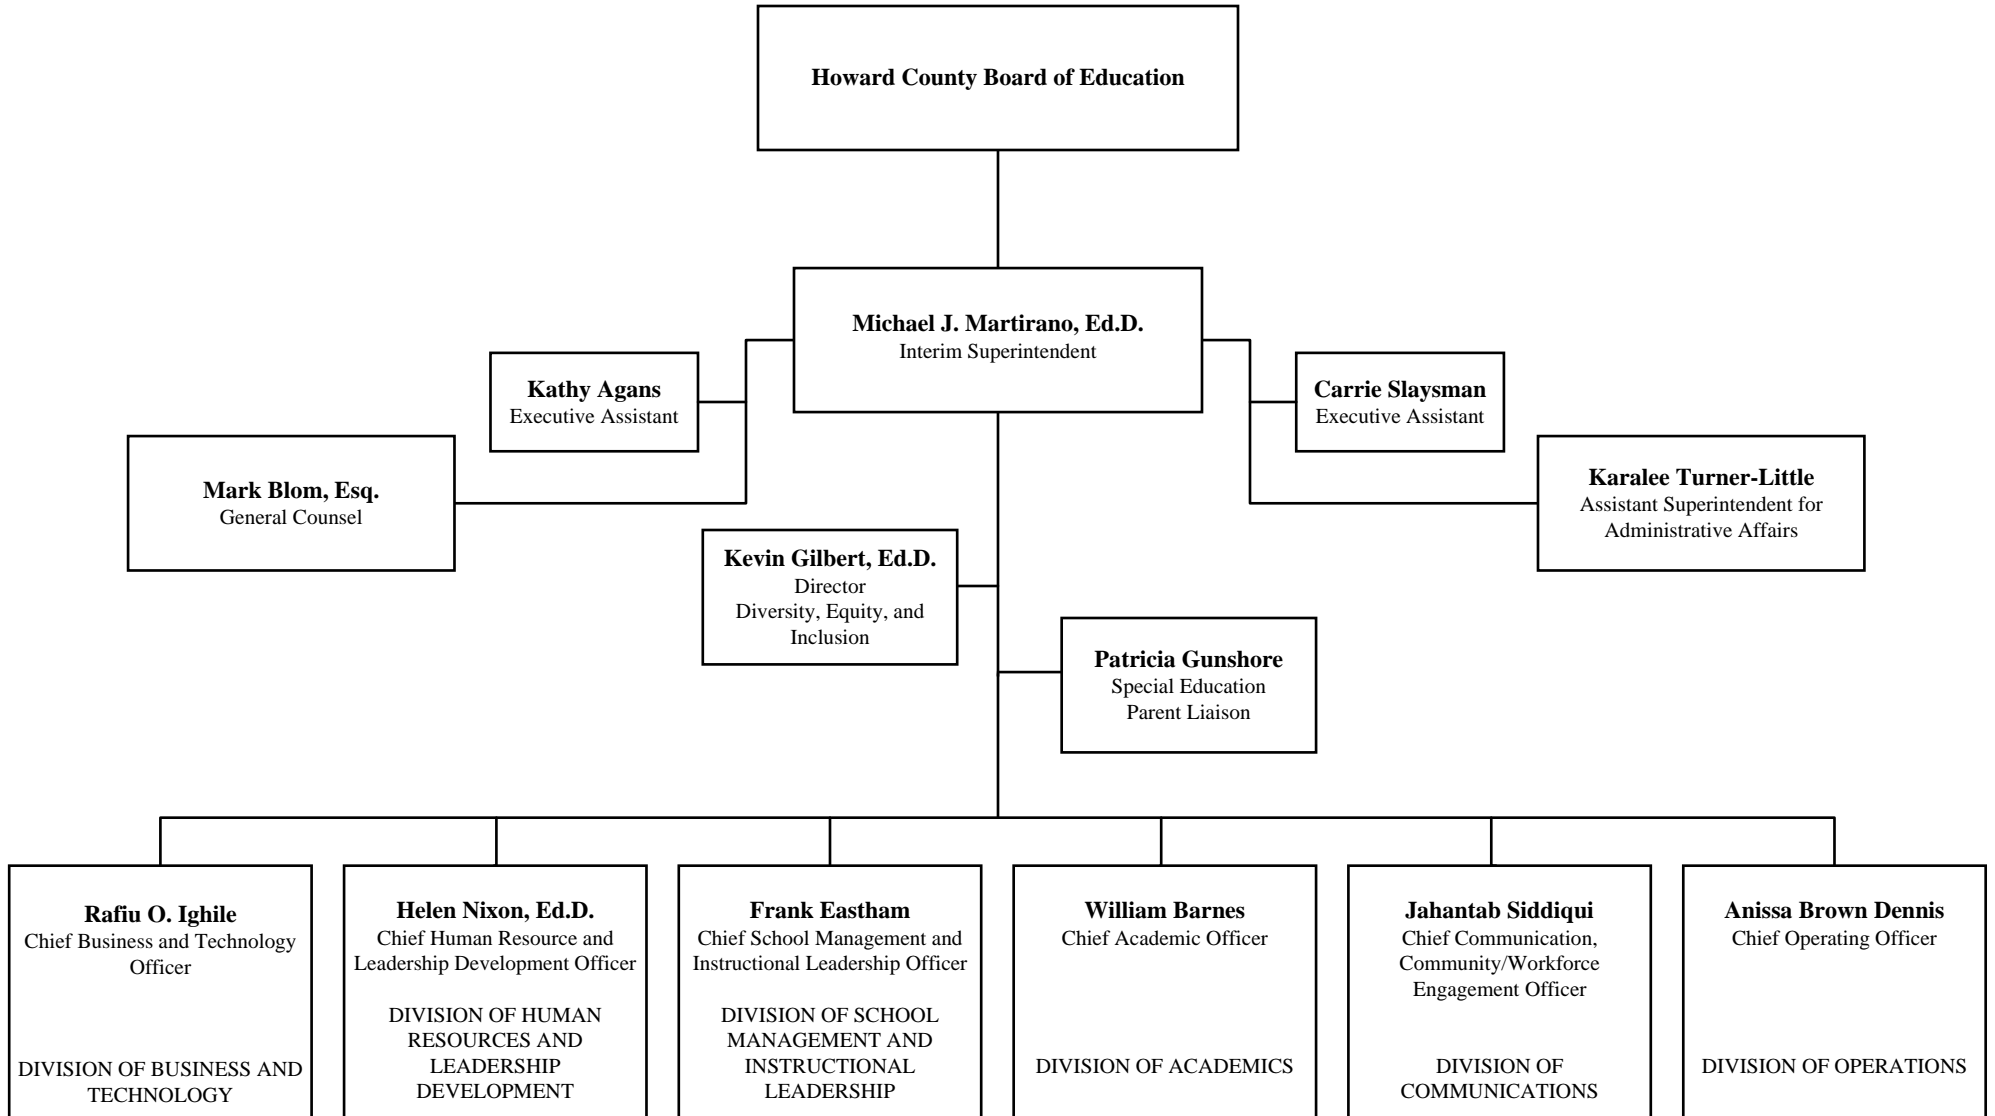 Howard County Board of Education
Michael J. Martirano, Ed.D.
Interim Superintendent
Kathy Agans
Executive Assistant
Carrie Slaysman
Executive Assistant
Mark Blom, Esq.
General Counsel
Karalee Turner-Little
Assistant Superintendent for
Administrative Affairs
Kevin Gilbert, Ed.D.
Director
Diversity, Equity, and
Inclusion
Patricia Gunshore
Special Education
Parent Liaison
Rafiu O. Ighile
Chief Business and Technology
Officer
DIVISION OF BUSINESS AND
TECHNOLOGY
Helen Nixon, Ed.D.
Chief Human Resource and
Leadership Development Officer
DIVISION OF HUMAN
RESOURCES AND
LEADERSHIP
DEVELOPMENT
Frank Eastham
Chief School Management and
Instructional Leadership Officer
DIVISION OF SCHOOL
MANAGEMENT AND
INSTRUCTIONAL
LEADERSHIP
William Barnes
Chief Academic Officer
DIVISION OF ACADEMICS
Jahantab Siddiqui
Chief Communication,
Community/Workforce
Engagement Officer
DIVISION OF
COMMUNICATIONS
Anissa Brown Dennis
Chief Operating Officer
DIVISION OF OPERATIONS